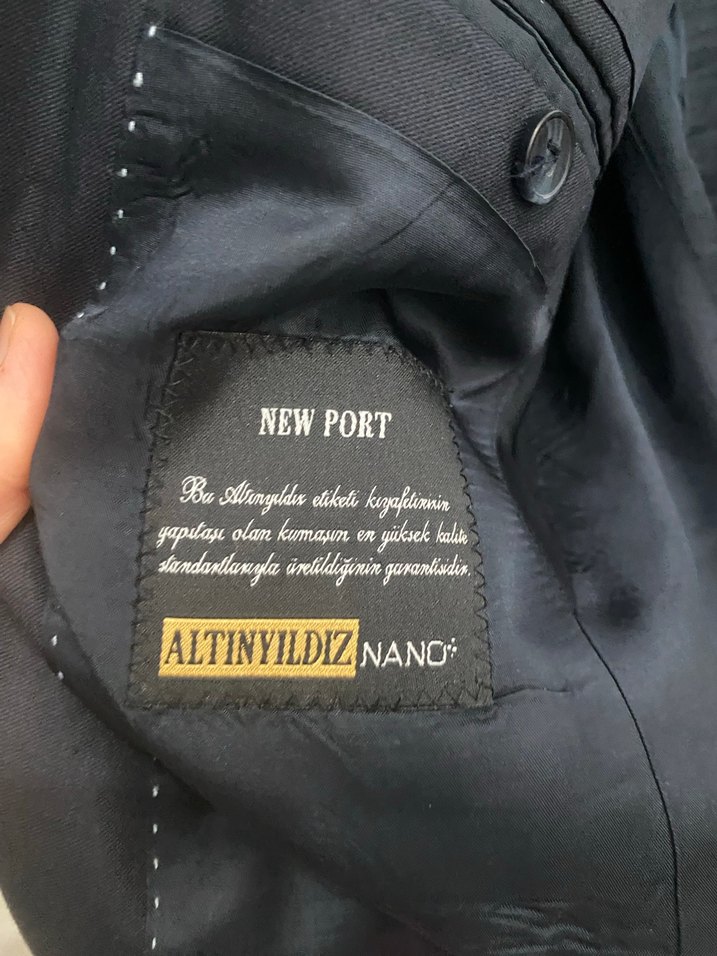 NEW PORT
Bu Altınyıldız etiketi kıyafetinizin
yapıtaşı olan kumaşın en yüksek kalite
standartlarıyla üretildiğinin garantisidir.
ALTINYILDIZ NANO